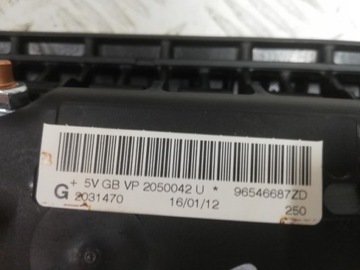 + 5V GB VP 2050042 U * 96546687ZD
G 2031470 16/01/12 250